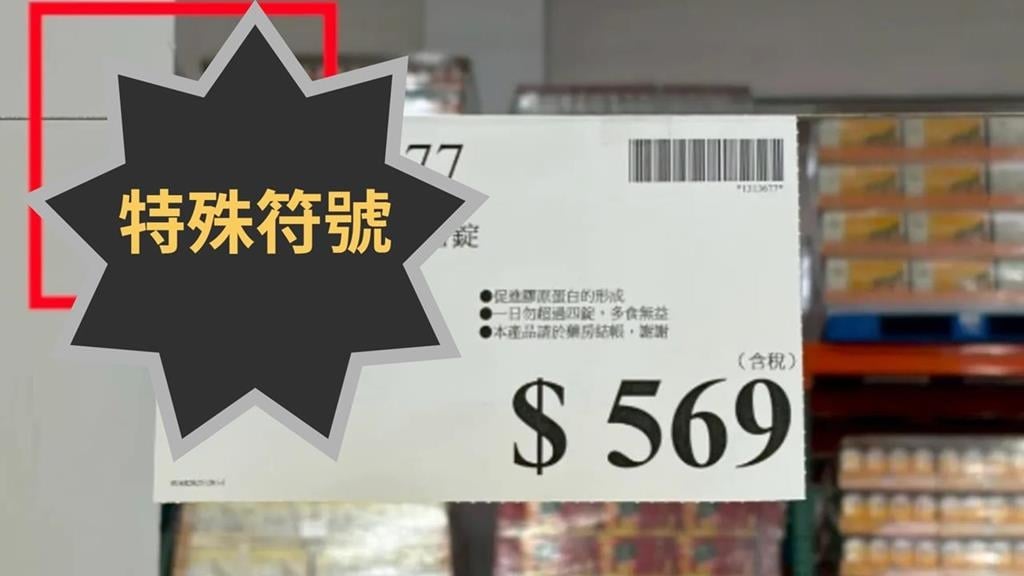 77
*1313677*
特殊符號
錠
●促進膠原蛋白的形成
●一日勿超過四錠，多食無益
●本產品請於藥房結帳，謝謝
（含稅）
$ 569